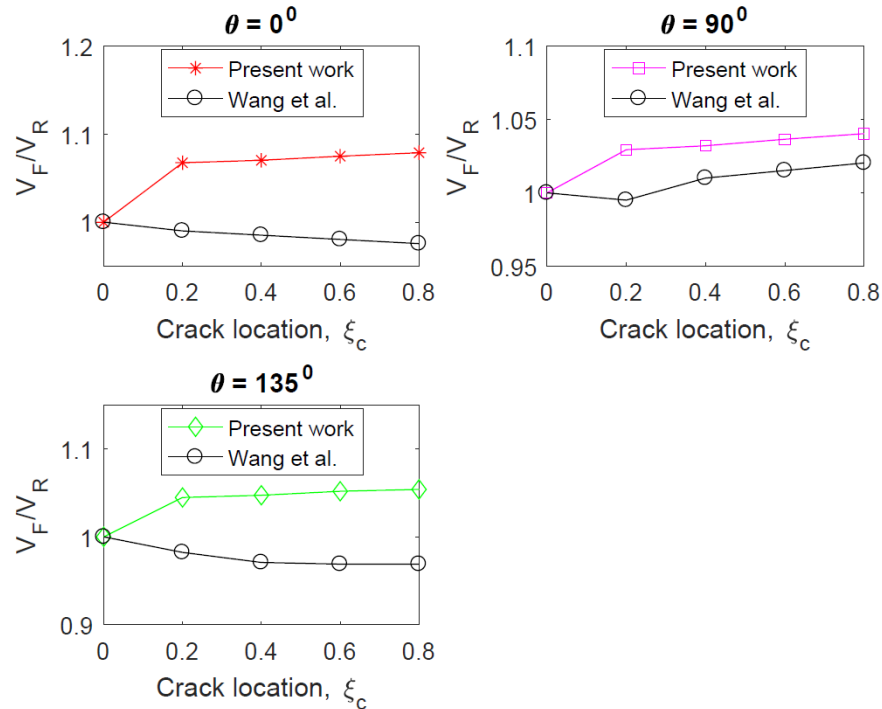 θ = 0⁰
1.2
1.1
1
V_F/V_R
Present work
Wang et al.
0 0.2 0.4 0.6 0.8
Crack location, ξ_c
θ = 90⁰
1.1
1.05
1
0.95
V_F/V_R
Present work
Wang et al.
0 0.2 0.4 0.6 0.8
Crack location, ξ_c
θ = 135⁰
1.1
1
0.9
V_F/V_R
Present work
Wang et al.
0 0.2 0.4 0.6 0.8
Crack location, ξ_c